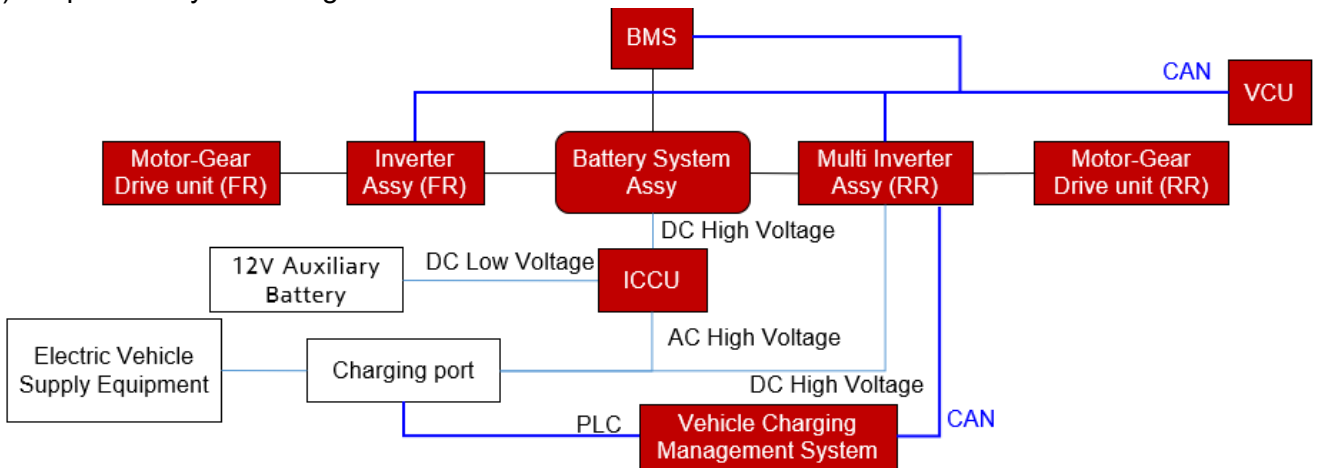 BMS
CAN
VCU
Motor-Gear
Drive unit (FR)
Inverter
Assy (FR)
Battery System
Assy
Multi Inverter
Assy (RR)
Motor-Gear
Drive unit (RR)
DC High Voltage
12V Auxiliary
Battery
DC Low Voltage
ICCU
AC High Voltage
Electric Vehicle
Supply Equipment
Charging port
DC High Voltage
PLC
Vehicle Charging
Management System
CAN